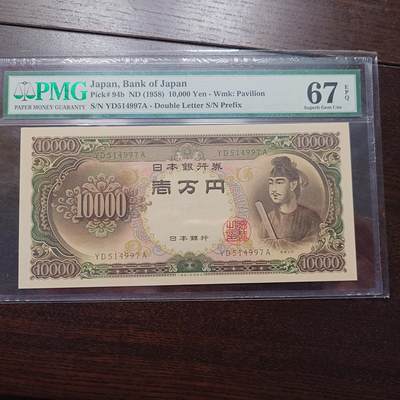 PMG
PAPER MONEY GUARANTY
Japan, Bank of Japan
Pick# 94b ND (1958) 10,000 Yen - Wmk: Pavilion
S/N YD514997A - Double Letter S/N Prefix
67 EPQ
Superb Gem Unc
10000 10000
YD514997A YD514997A
日本銀行券
10000
壱万円
日本銀行
YD514997A YD514997A
10000 10000